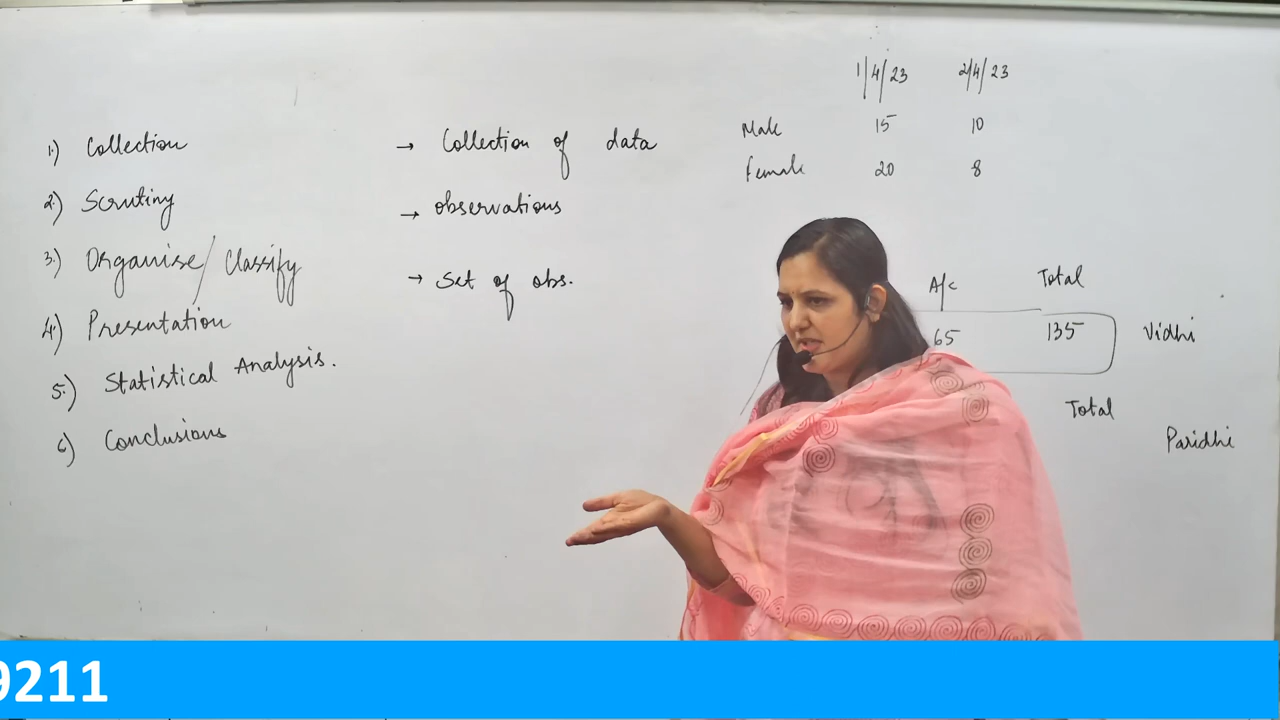 1) Collection
2) Scrutiny
3) Organise/Classify
4) Presentation
5) Statistical Analysis.
6) Conclusions
→ Collection of data
→ observations
→ Set of obs.
1/4/23 2/4/23
Male 15 10
Female 20 8
A/c Total
65 135 Vidhi
Total
Paridhi
9211